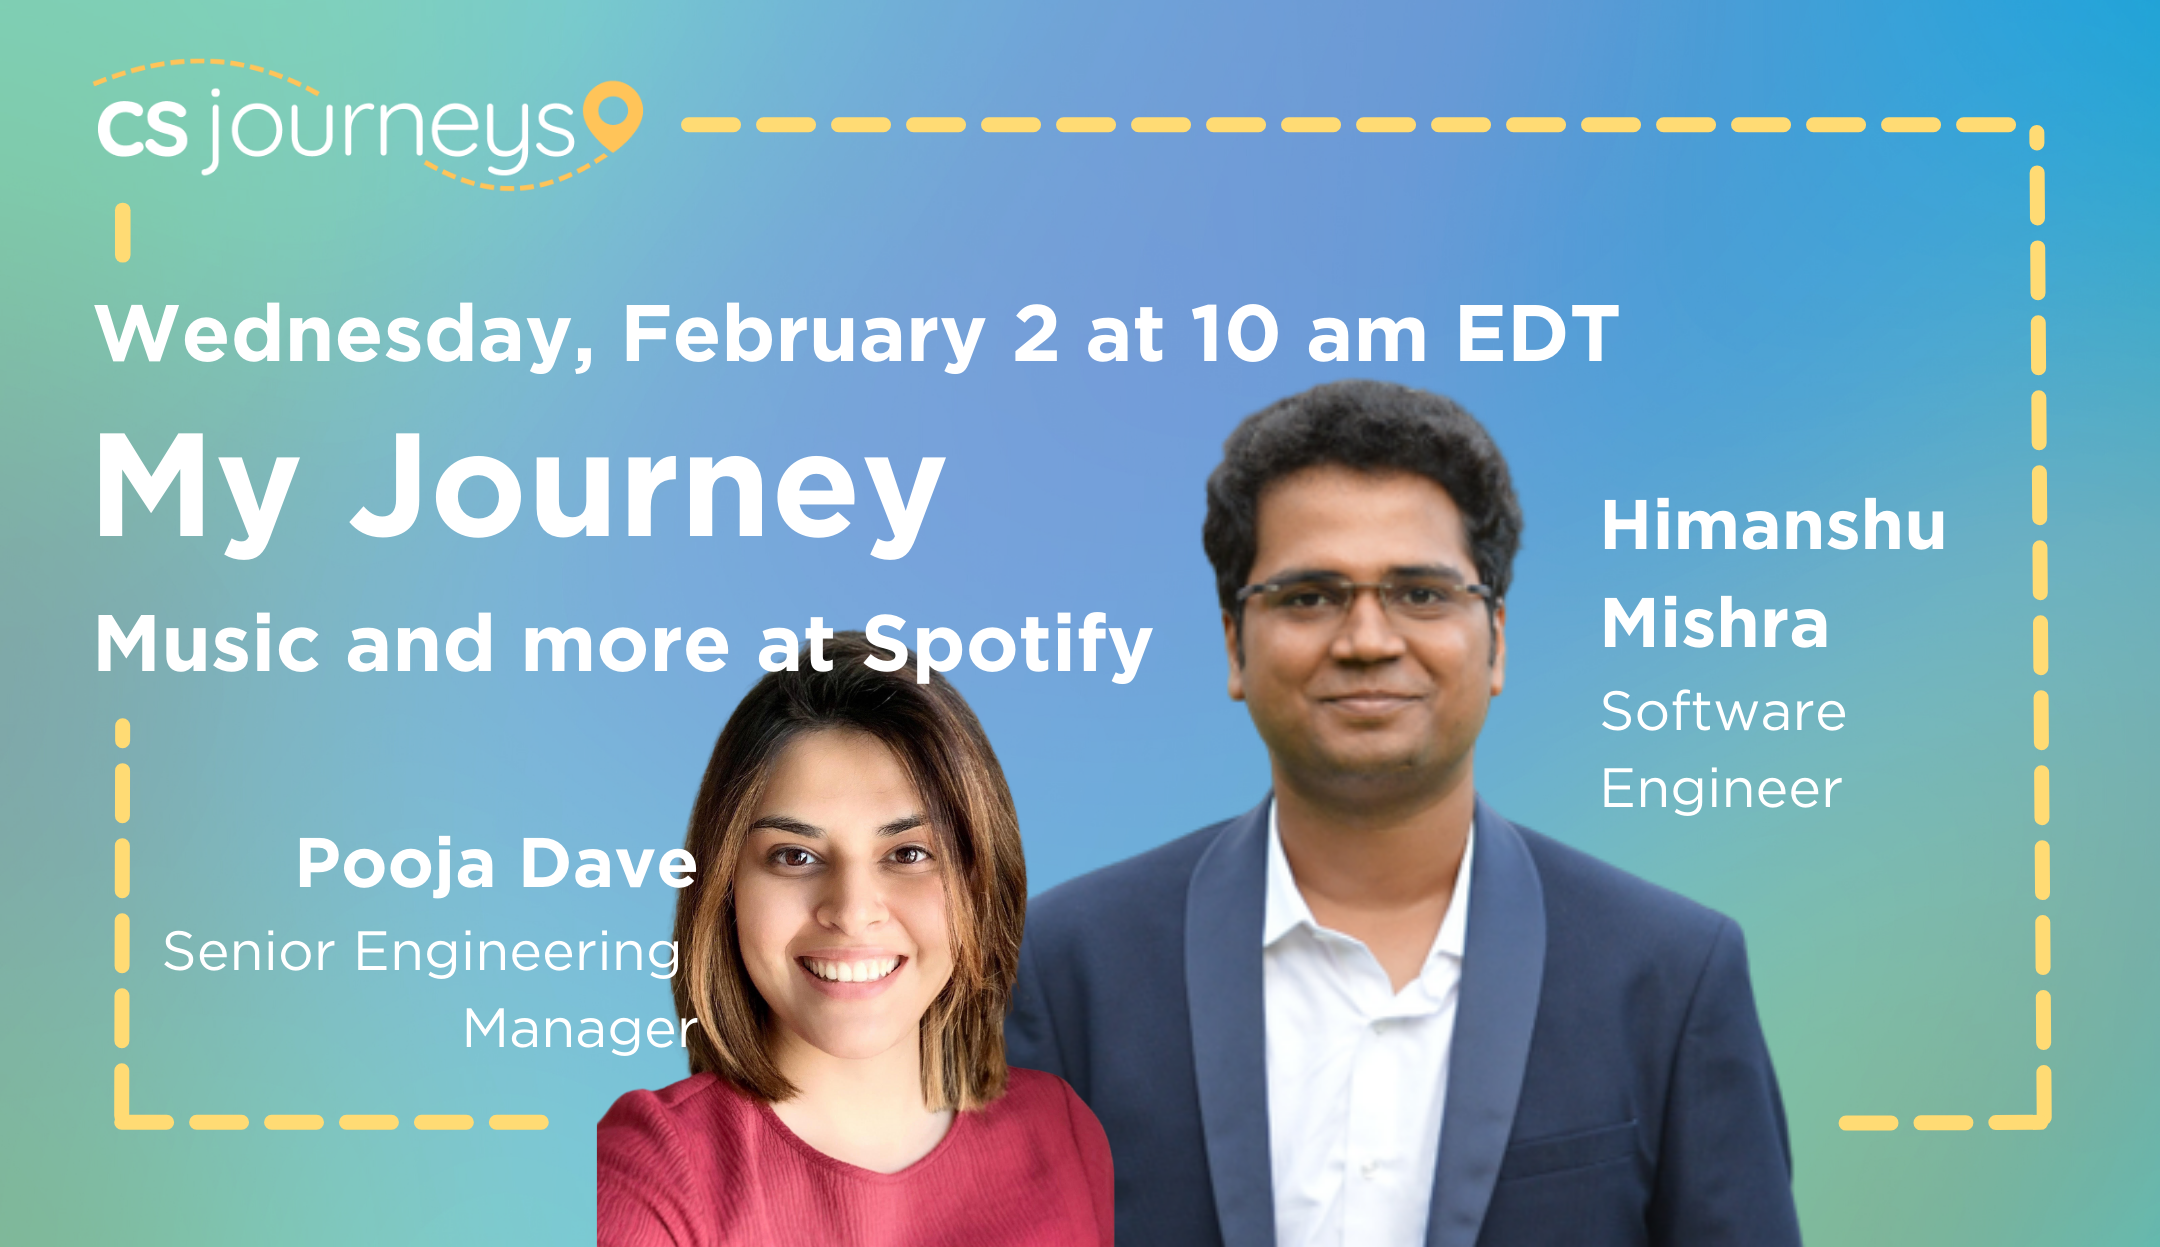 cs journeys
Wednesday, February 2 at 10 am EDT
My Journey
Music and more at Spotify
Himanshu
Mishra
Software
Engineer
Pooja Dave
Senior Engineering
Manager